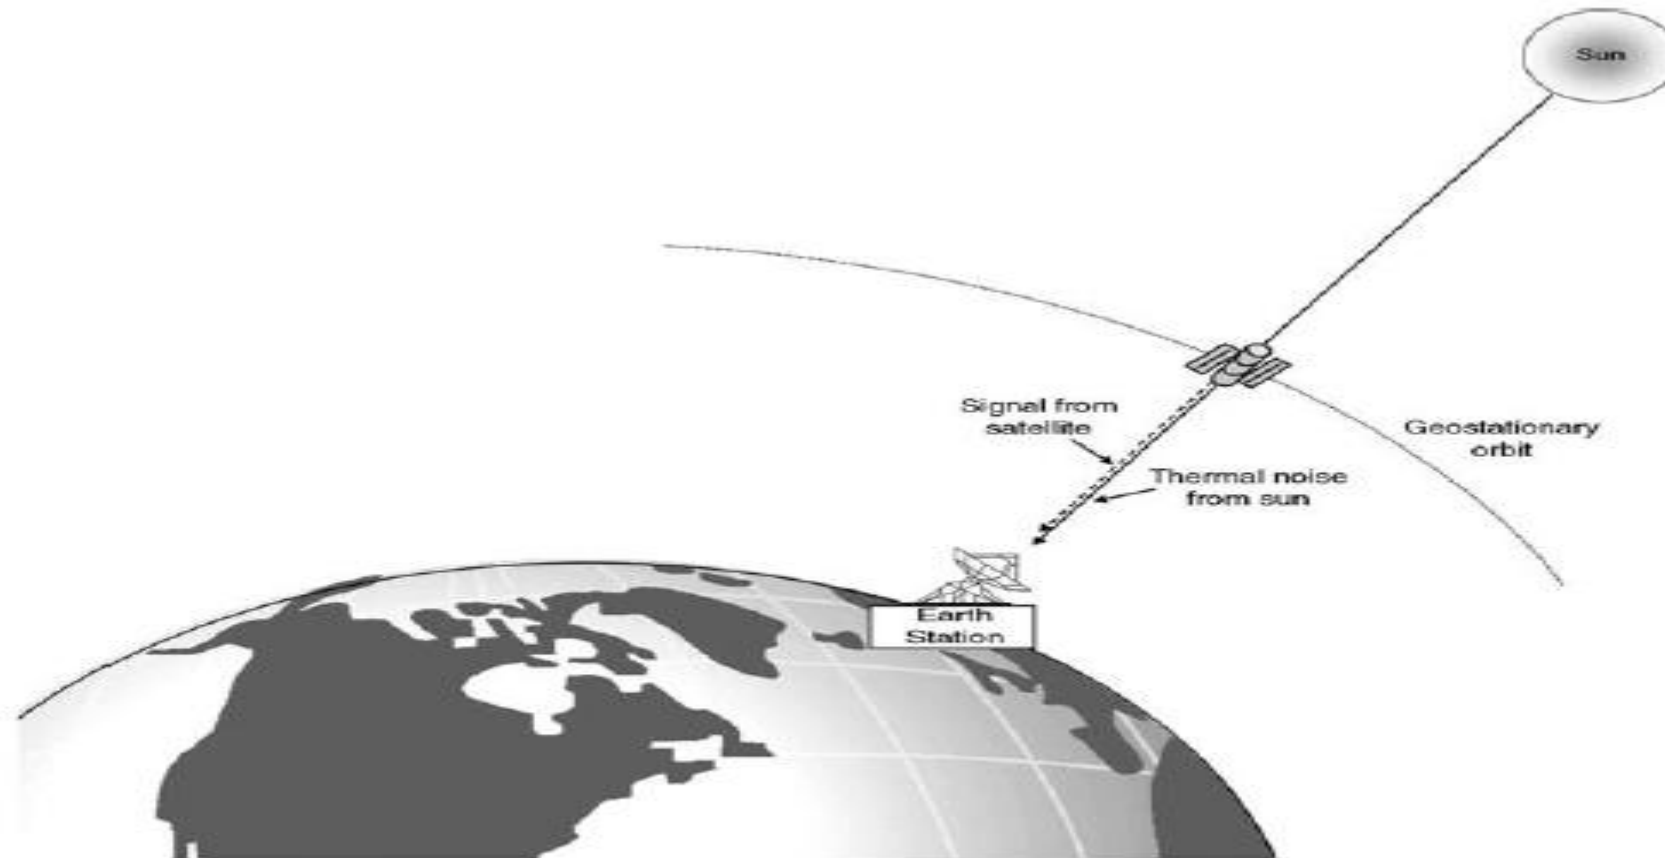 Sun
Signal from
satellite
Geostationary
orbit
Thermal noise
from sun
Earth
Station